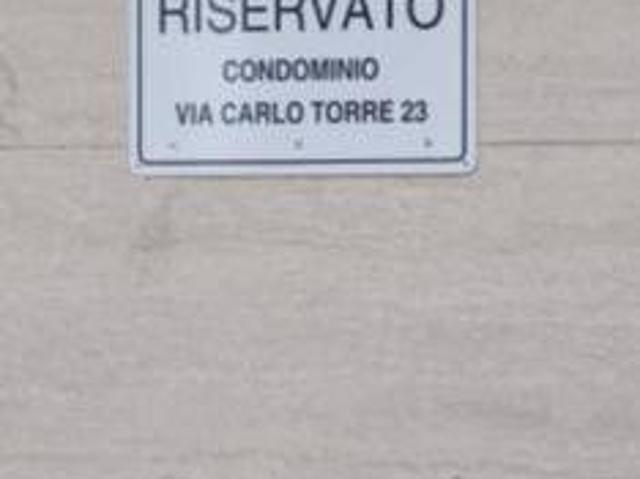 RISERVATO
CONDOMINIO
VIA CARLO TORRE 23